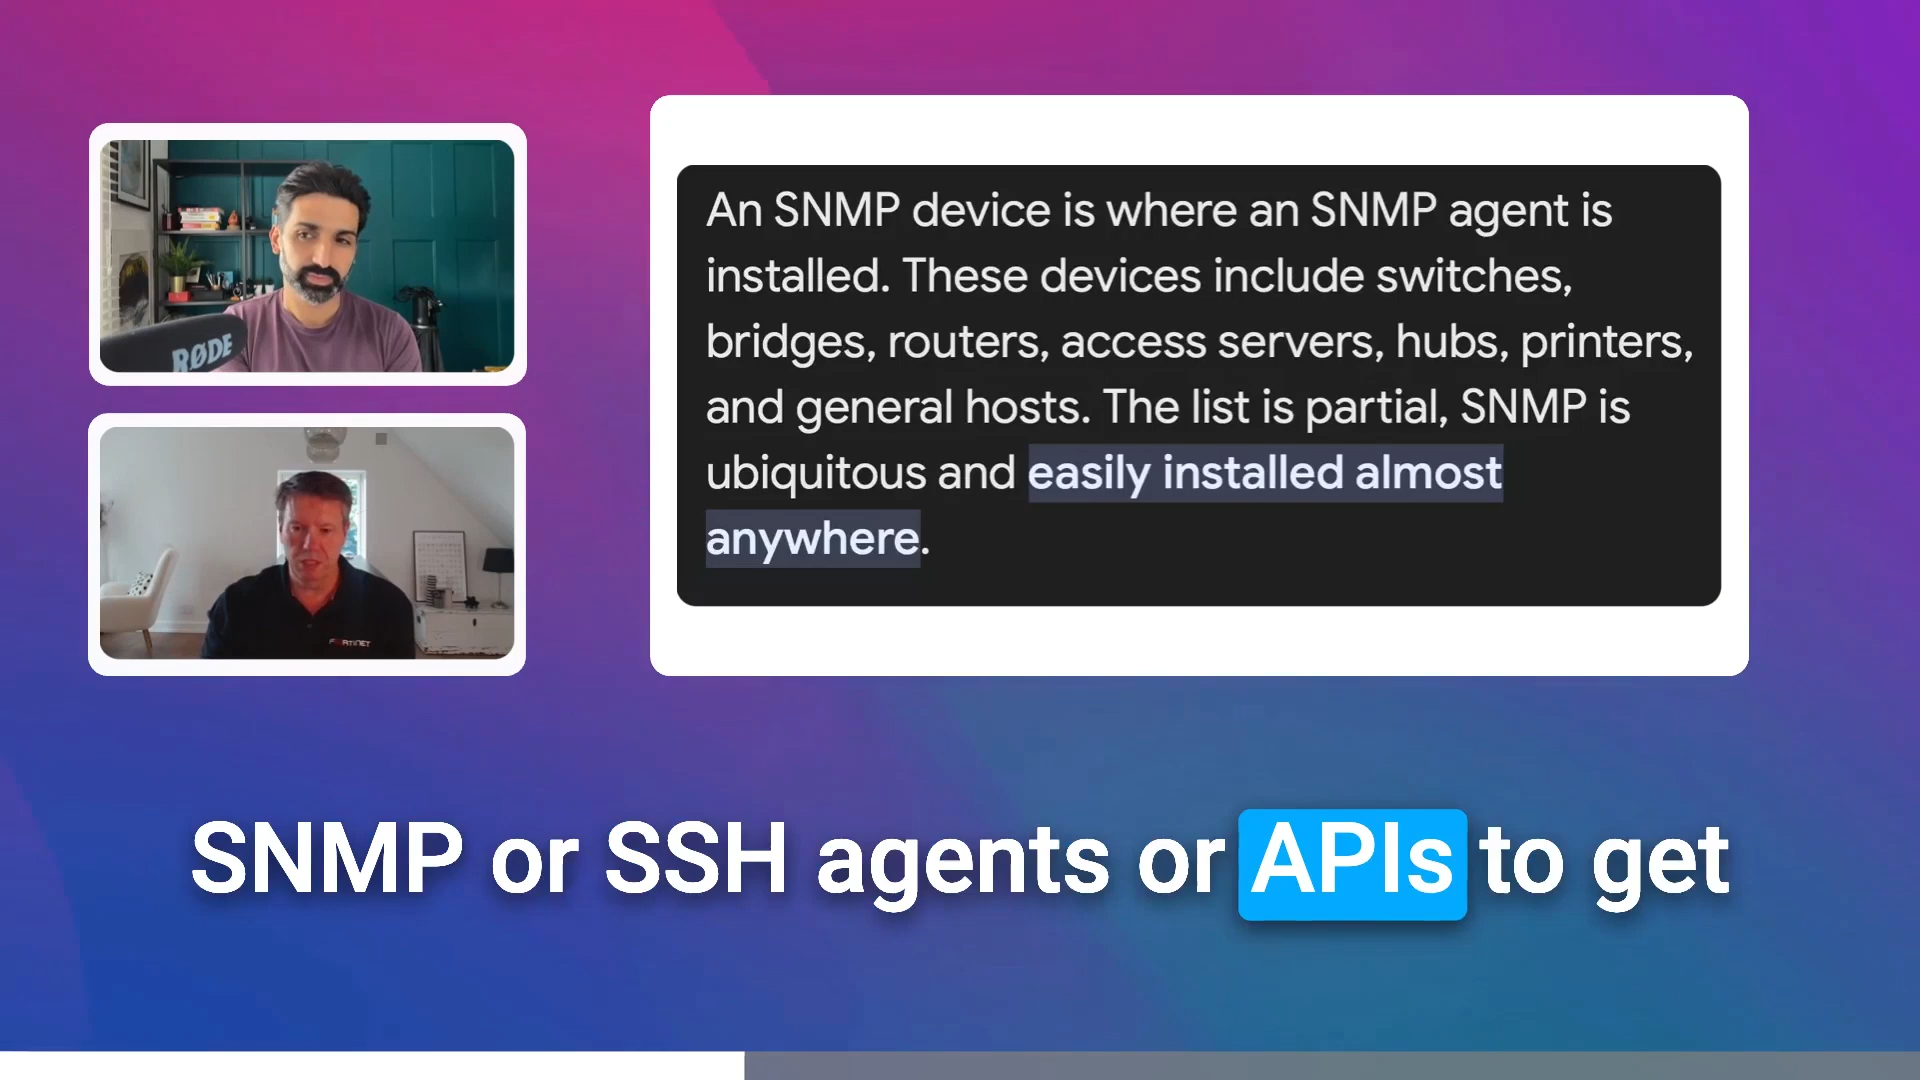 RØDE
FORTINET
An SNMP device is where an SNMP agent is
installed. These devices include switches,
bridges, routers, access servers, hubs, printers,
and general hosts. The list is partial, SNMP is
ubiquitous and easily installed almost
anywhere.
SNMP or SSH agents or APIs to get